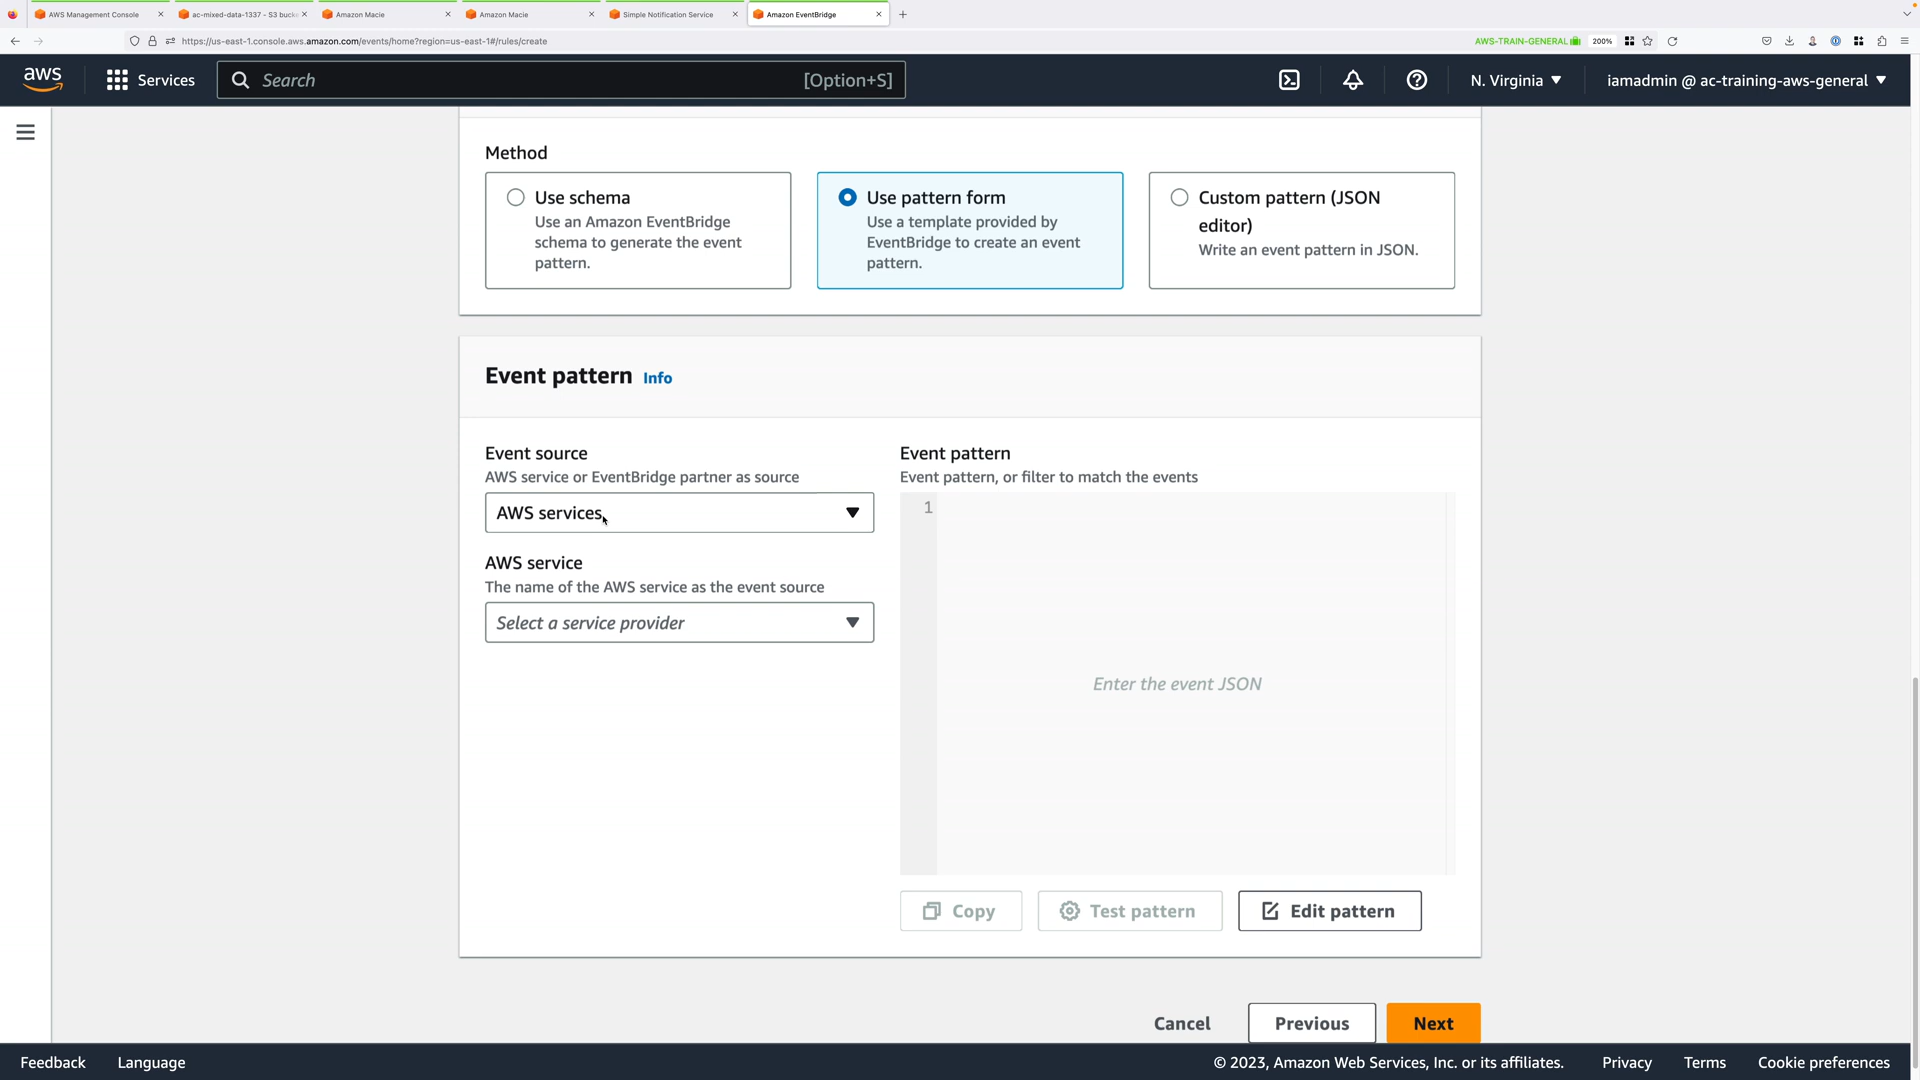 AWS Management Console
ac-mixed-data-1337 - S3 buck
Amazon Macie
Amazon Macie
Simple Notification Service
Amazon EventBridge
https://us-east-1.console.aws.amazon.com/events/home?region=us-east-1#/rules/create
AWS-TRAIN-GENERAL
200%
aws
Services
Search
[Option+S]
N. Virginia
iamadmin @ ac-training-aws-general
Method
Use schema
Use an Amazon EventBridge
schema to generate the event
pattern.
Use pattern form
Use a template provided by
EventBridge to create an event
pattern.
Custom pattern (JSON
editor)
Write an event pattern in JSON.
Event pattern Info
Event source
AWS service or EventBridge partner as source
AWS services
AWS service
The name of the AWS service as the event source
Select a service provider
Event pattern
Event pattern, or filter to match the events
1
Enter the event JSON
Copy
Test pattern
Edit pattern
Cancel
Previous
Next
Feedback
Language
© 2023, Amazon Web Services, Inc. or its affiliates.
Privacy
Terms
Cookie preferences